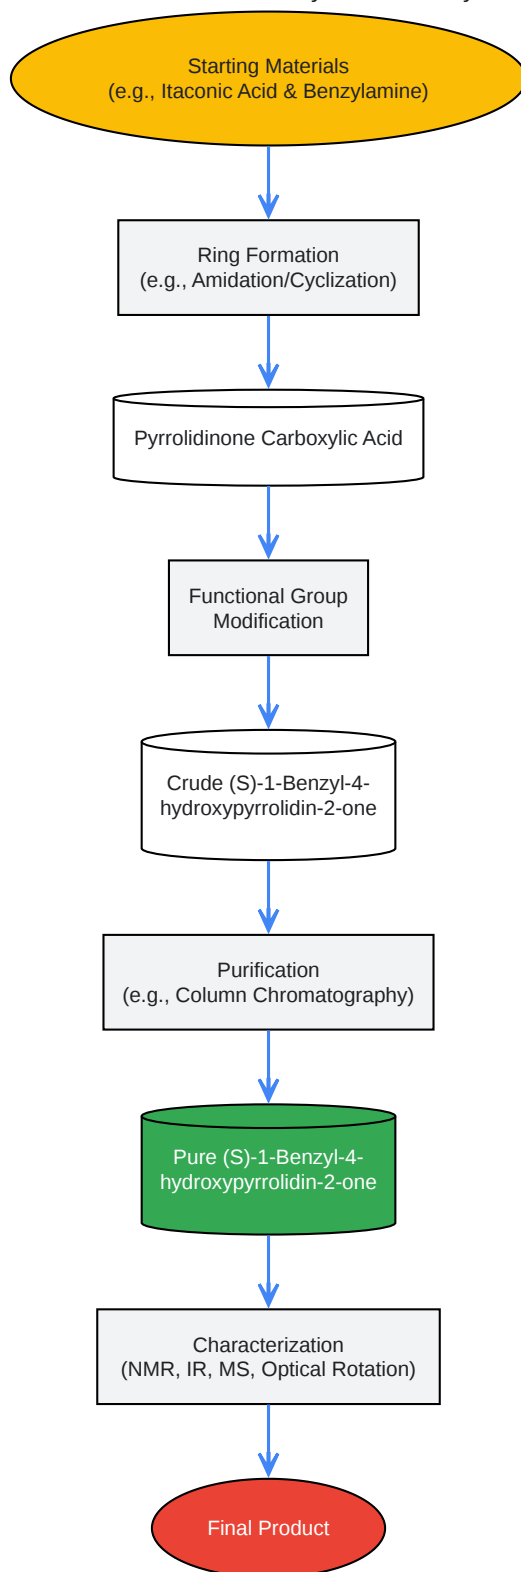 Starting Materials
(e.g., Itaconic Acid & Benzylamine)
Ring Formation
(e.g., Amidation/Cyclization)
Pyrrolidinone Carboxylic Acid
Functional Group
Modification
Crude (S)-1-Benzyl-4-
hydroxypyrrolidin-2-one
Purification
(e.g., Column Chromatography)
Pure (S)-1-Benzyl-4-
hydroxypyrrolidin-2-one
Characterization
(NMR, IR, MS, Optical Rotation)
Final Product